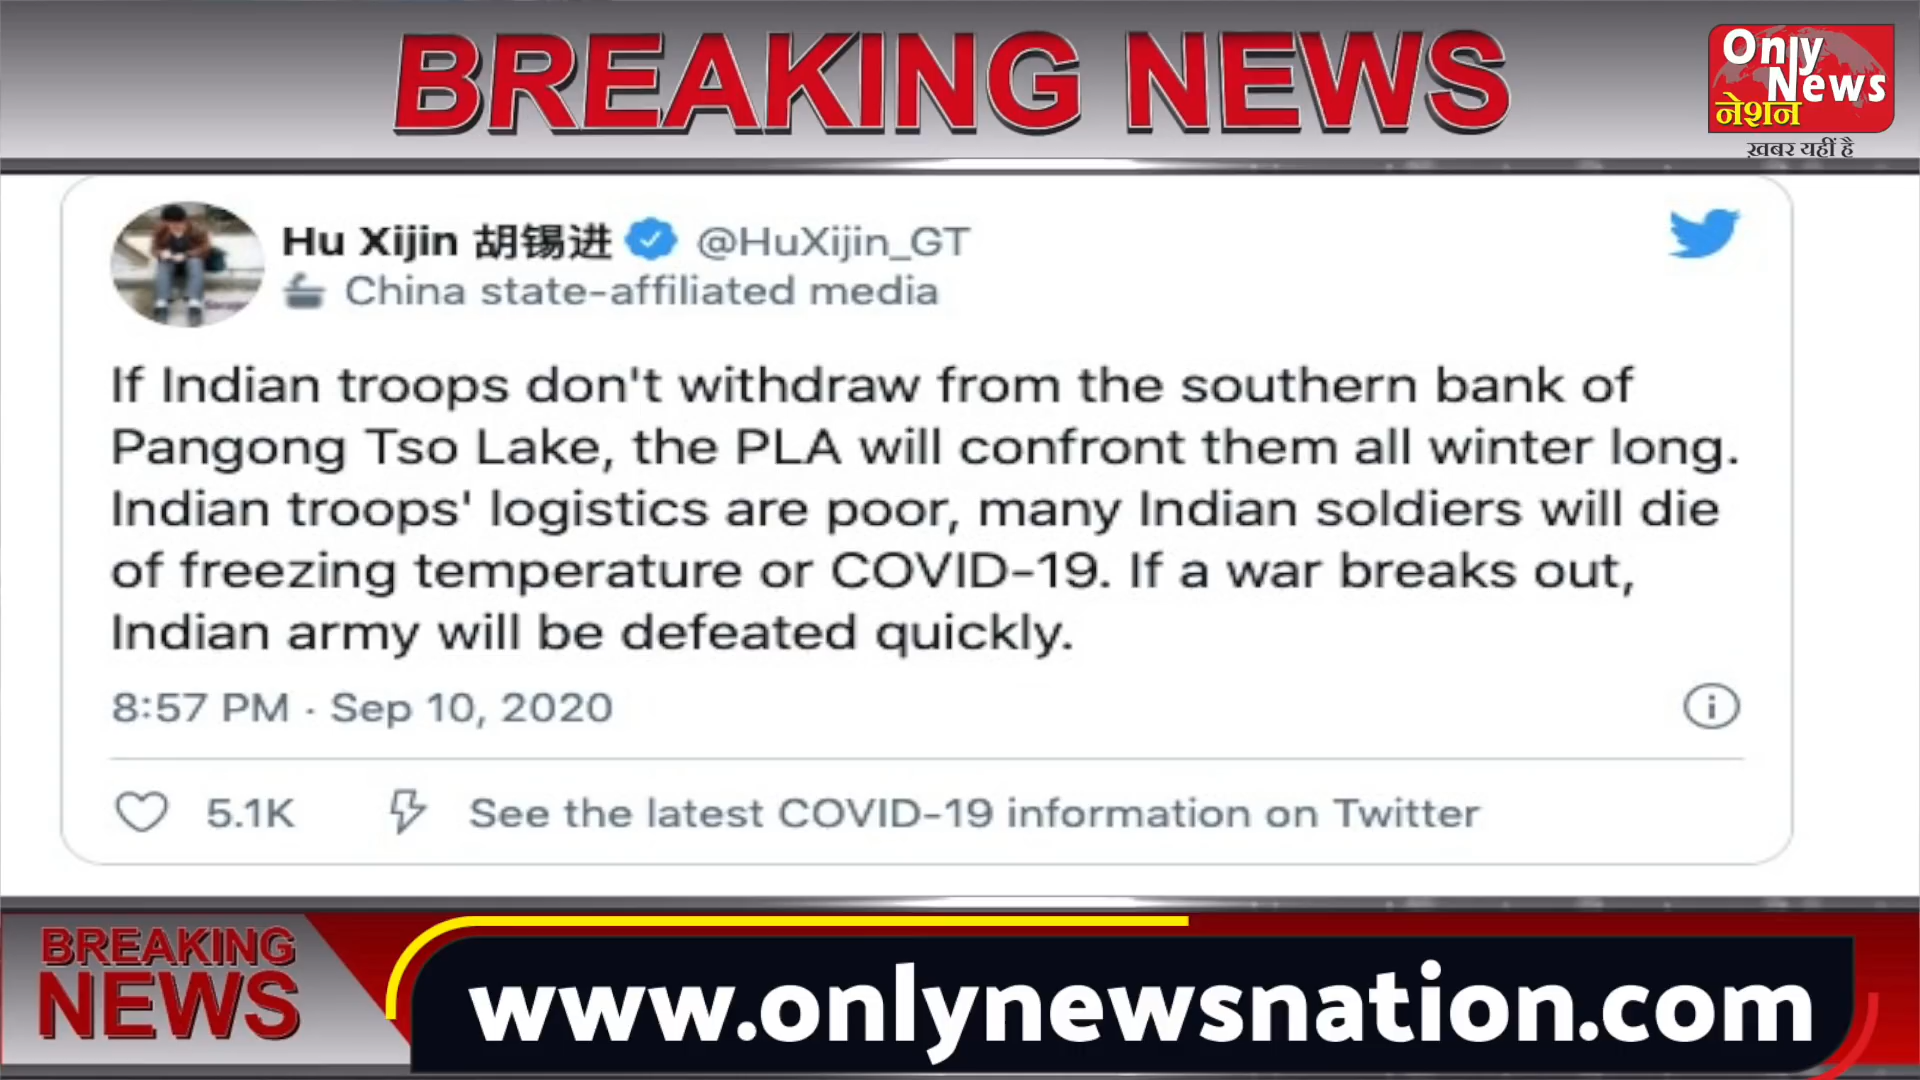 BREAKING NEWS
Only
News
नेशन
ख़बर यहीं है
Hu Xijin 胡锡进 @HuXijin_GT
China state-affiliated media
If Indian troops don't withdraw from the southern bank of
Pangong Tso Lake, the PLA will confront them all winter long.
Indian troops' logistics are poor, many Indian soldiers will die
of freezing temperature or COVID-19. If a war breaks out,
Indian army will be defeated quickly.
8:57 PM · Sep 10, 2020
5.1K See the latest COVID-19 information on Twitter
BREAKING
NEWS
www.onlynewsnation.com